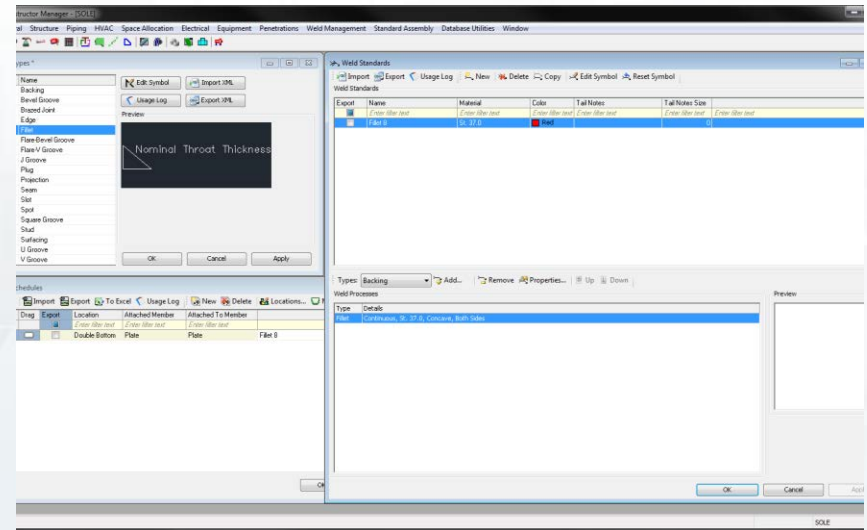 structor Manager - [SOLE]
al Structure Piping HVAC Space Allocation Electrical Equipment Penetrations Weld Management Standard Assembly Database Utilities Window
ypes *
Name
Backing
Bevel Groove
Brazed Joint
Edge
Fillet
Flare-Bevel Groove
Flare-V Groove
J Groove
Plug
Projection
Seam
Slot
Spot
Square Groove
Stud
Surfacing
U Groove
V Groove
Edit Symbol Import XML
Usage Log Export XML
Preview
Nominal Throat Thickness
OK Cancel Apply
chedules
Import Export To Excel Usage Log New Delete Locations...
Drag Export Location Attached Member Attached To Member
Enter filter text Enter filter text Enter filter text
Double Bottom Plate Plate Fillet 8
Weld Standards
Import Export Usage Log New Delete Copy Edit Symbol Reset Symbol
Weld Standards
Export Name Material Color Tail Notes Tail Notes Size
Enter filter text Enter filter text Enter filter text Enter filter text Enter filter text Enter filter text
Fillet 8 St. 37.0 Red 0
Types: Backing Add... Remove Properties... Up Down
Weld Processes
Preview
Type Details
Fillet Continuous, St. 37.0, Concave, Both Sides
OK Cancel Appl
SOLE